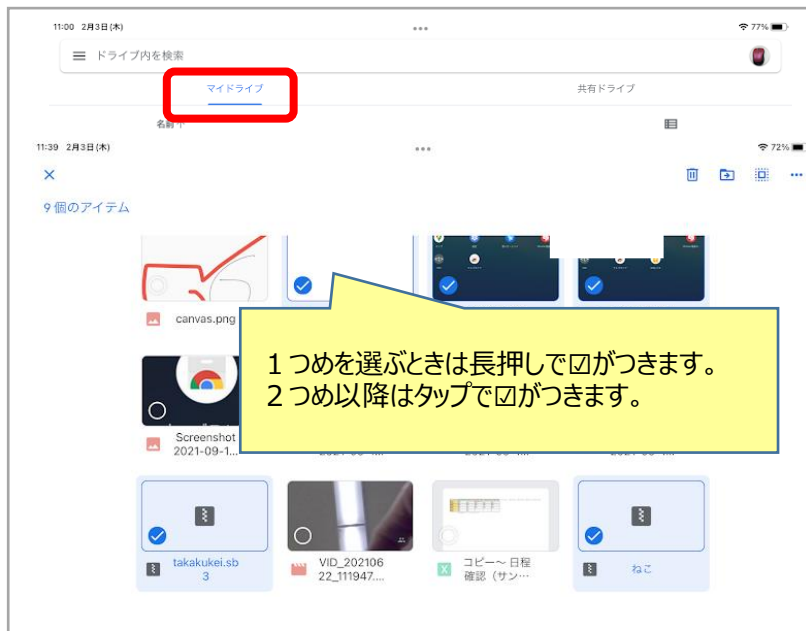 11:00 2月3日(木)
77%
ドライブ内を検索
マイドライブ
共有ドライブ
名前
11:39 2月3日(木)
72%
9個のアイテム
canvas.png
1つめを選ぶときは長押しで☑がつきます。
2つめ以降はタップで☑がつきます。
Screenshot
2021-09-1...
takakukei.sb
3
VID_202106
22_111947....
コピー~ 日程
確認（サン…
ねこ